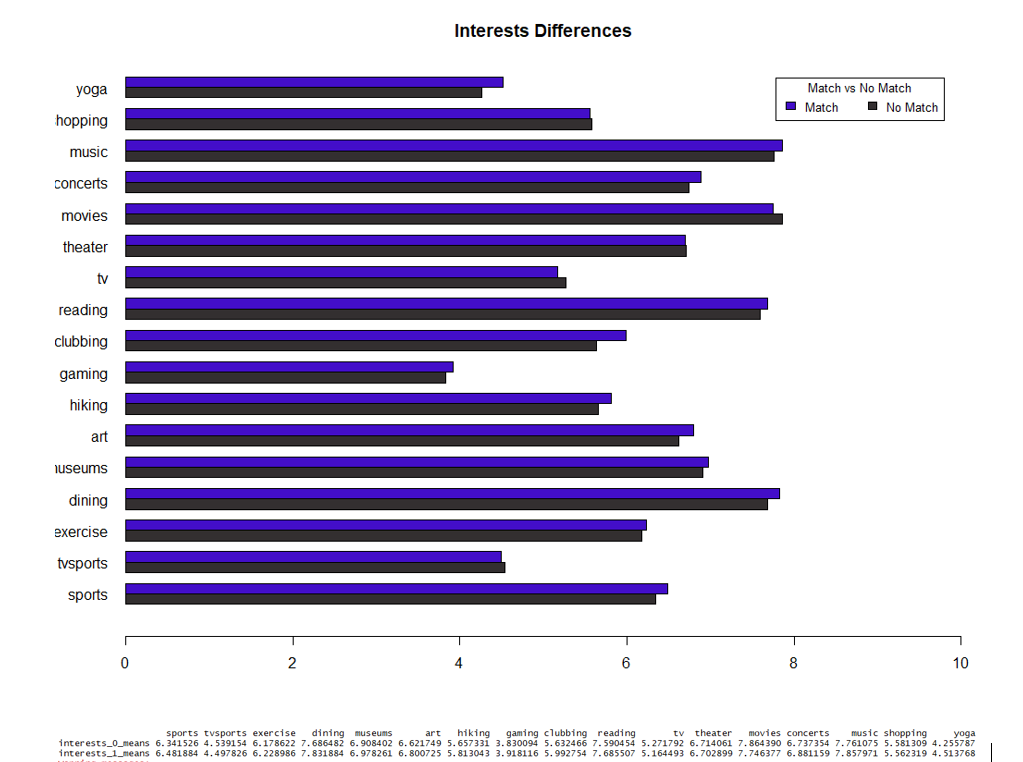 Interests Differences
yoga
hopping
music
concerts
movies
theater
tv
reading
clubbing
gaming
hiking
art
useums
dining
exercise
tvsports
sports
Match vs No Match
Match No Match
0 2 4 6 8 10
sports tvsports exercise dining museums art hiking gaming clubbing reading tv theater movies concerts music shopping yoga
interests_0_means 6.341526 4.539154 6.178622 7.686482 6.908402 6.621749 5.657331 3.830094 5.632466 7.590454 5.271792 6.714061 7.864390 6.737354 7.761075 5.581309 4.255787
interests_1_means 6.481884 4.497826 6.228986 7.831884 6.978261 6.800725 5.813043 3.918116 5.992754 7.685507 5.164493 6.702899 7.746377 6.881159 7.857971 5.562319 4.513768